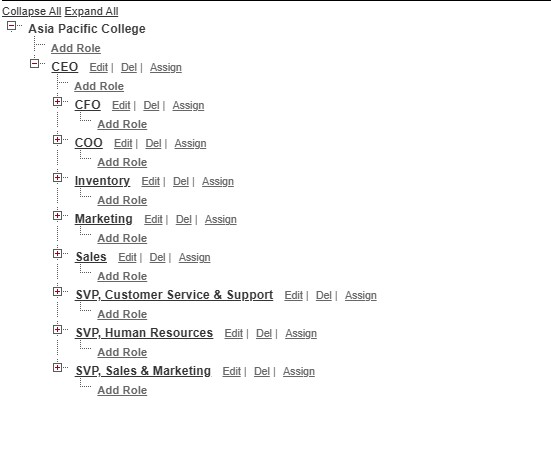 Collapse All Expand All
Asia Pacific College
Add Role
CEO Edit | Del | Assign
Add Role
CFO Edit | Del | Assign
Add Role
COO Edit | Del | Assign
Add Role
Inventory Edit | Del | Assign
Add Role
Marketing Edit | Del | Assign
Add Role
Sales Edit | Del | Assign
Add Role
SVP, Customer Service & Support Edit | Del | Assign
Add Role
SVP, Human Resources Edit | Del | Assign
Add Role
SVP, Sales & Marketing Edit | Del | Assign
Add Role